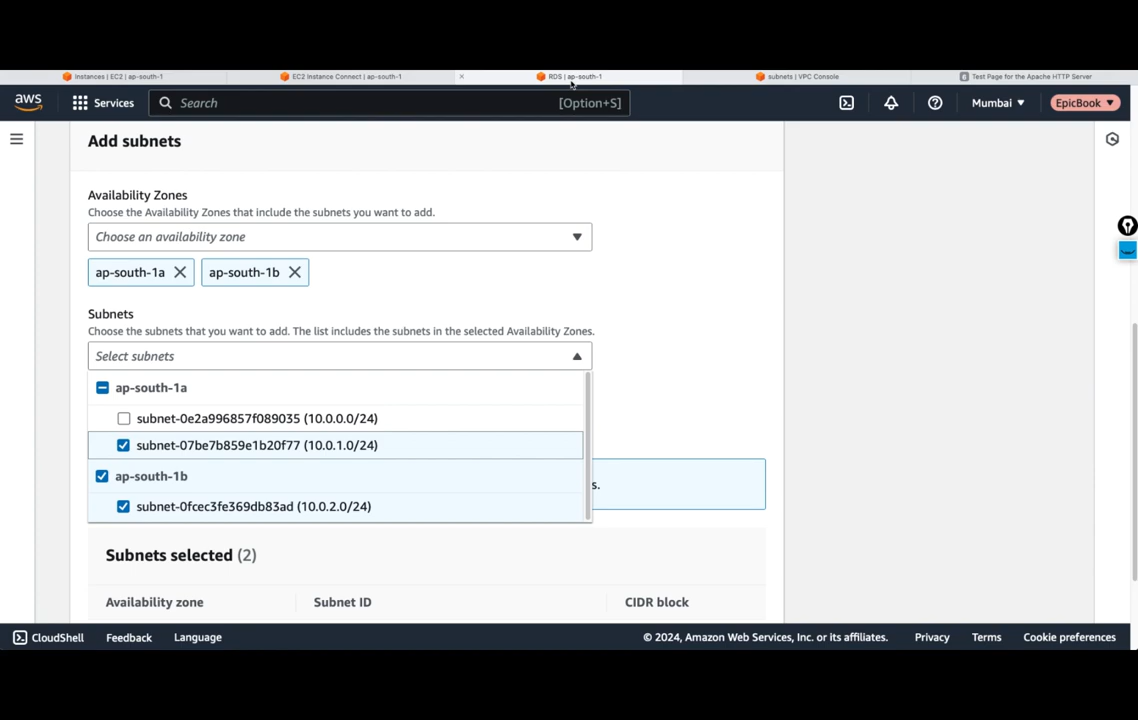 Instances | EC2 | ap-south-1
EC2 Instance Connect | ap-south-1
RDS | ap-south-1
subnets | VPC Console
Test Page for the Apache HTTP Server
aws
Services
Search
[Option+S]
Mumbai
EpicBook
Add subnets
Availability Zones
Choose the Availability Zones that include the subnets you want to add.
Choose an availability zone
ap-south-1a
ap-south-1b
Subnets
Choose the subnets that you want to add. The list includes the subnets in the selected Availability Zones.
Select subnets
ap-south-1a
subnet-0e2a996857f089035 (10.0.0.0/24)
subnet-07be7b859e1b20f77 (10.0.1.0/24)
ap-south-1b
s.
subnet-0fcec3fe369db83ad (10.0.2.0/24)
Subnets selected (2)
Availability zone
Subnet ID
CIDR block
CloudShell
Feedback
Language
© 2024, Amazon Web Services, Inc. or its affiliates.
Privacy
Terms
Cookie preferences